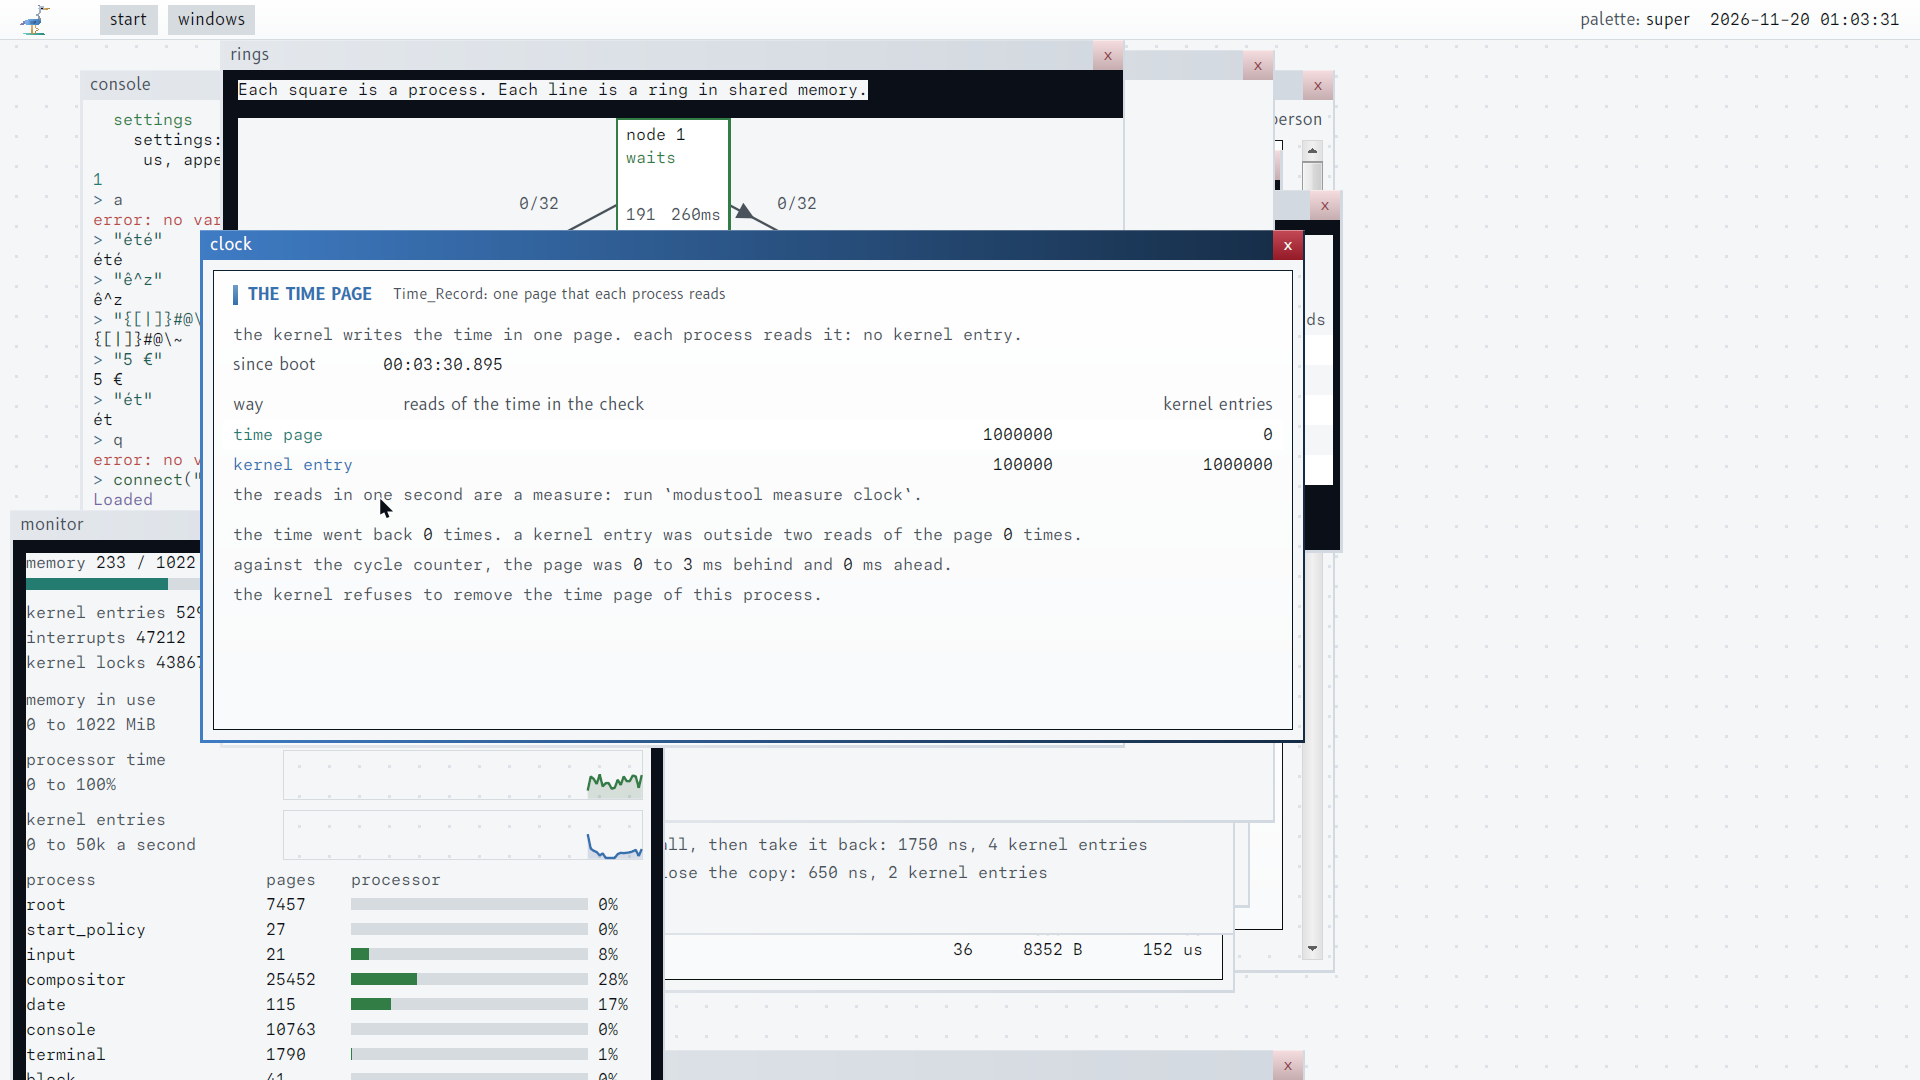 start windows palette: super 2026-11-20 01:03:31
rings x
Each square is a process. Each line is a ring in shared memory.
node 1
waits
0/32 0/32
191 260ms
x
x
person
x
ds
console
settings
settings:
us, appe
1
> a
error: no var
> "été"
été
> "ê^z"
ê^z
> "{[|]}#@\
{[|]}#@\~
> "5 €"
5 €
> "ét"
ét
> q
error: no v
> connect("
Loaded
clock x
THE TIME PAGE Time_Record: one page that each process reads
the kernel writes the time in one page. each process reads it: no kernel entry.
since boot 00:03:30.895
way reads of the time in the check kernel entries
time page 1000000 0
kernel entry 100000 1000000
the reads in one second are a measure: run `modustool measure clock`.
the time went back 0 times. a kernel entry was outside two reads of the page 0 times.
against the cycle counter, the page was 0 to 3 ms behind and 0 ms ahead.
the kernel refuses to remove the time page of this process.
monitor
memory 233 / 1022
kernel entries 529
interrupts 47212
kernel locks 43867
memory in use
0 to 1022 MiB
processor time
0 to 100%
kernel entries
0 to 50k a second
process pages processor
root 7457 0%
start_policy 27 0%
input 21 8%
compositor 25452 28%
date 115 17%
console 10763 0%
terminal 1790 1%
block 41 0%
all, then take it back: 1750 ns, 4 kernel entries
lose the copy: 650 ns, 2 kernel entries
36 8352 B 152 us
x